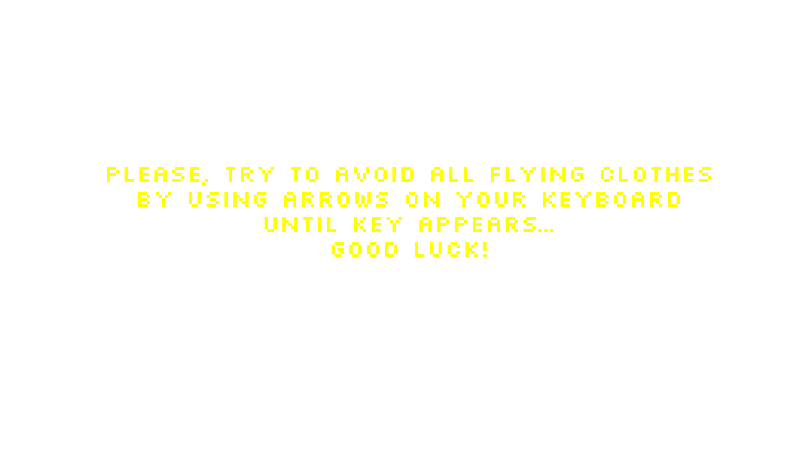 PLEASE, TRY TO AVOID ALL FLYING CLOTHES
BY USING ARROWS ON YOUR KEYBOARD
UNTIL KEY APPEARS...
GOOD LUCK!